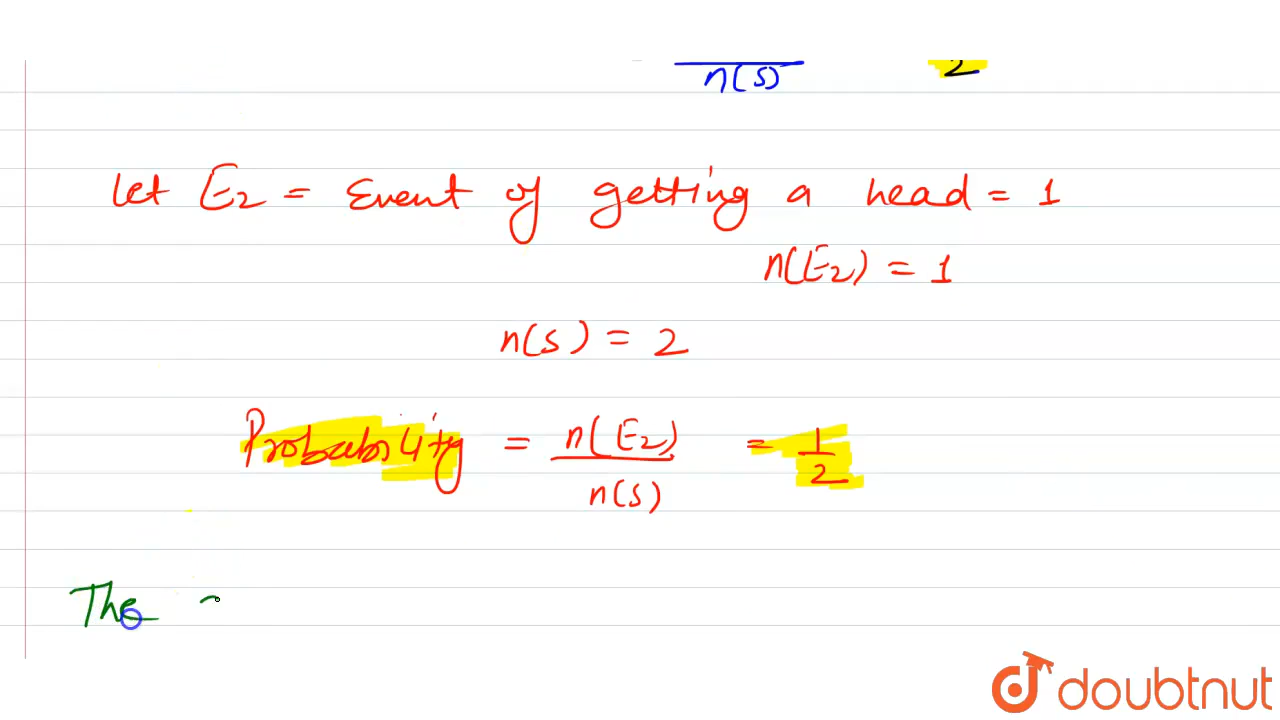 n(S) 2
Let E2 = Event of getting a head = 1
n(E2) = 1
n(S) = 2
Probability = n(E2) / n(S) = 1/2
The
doubtnut